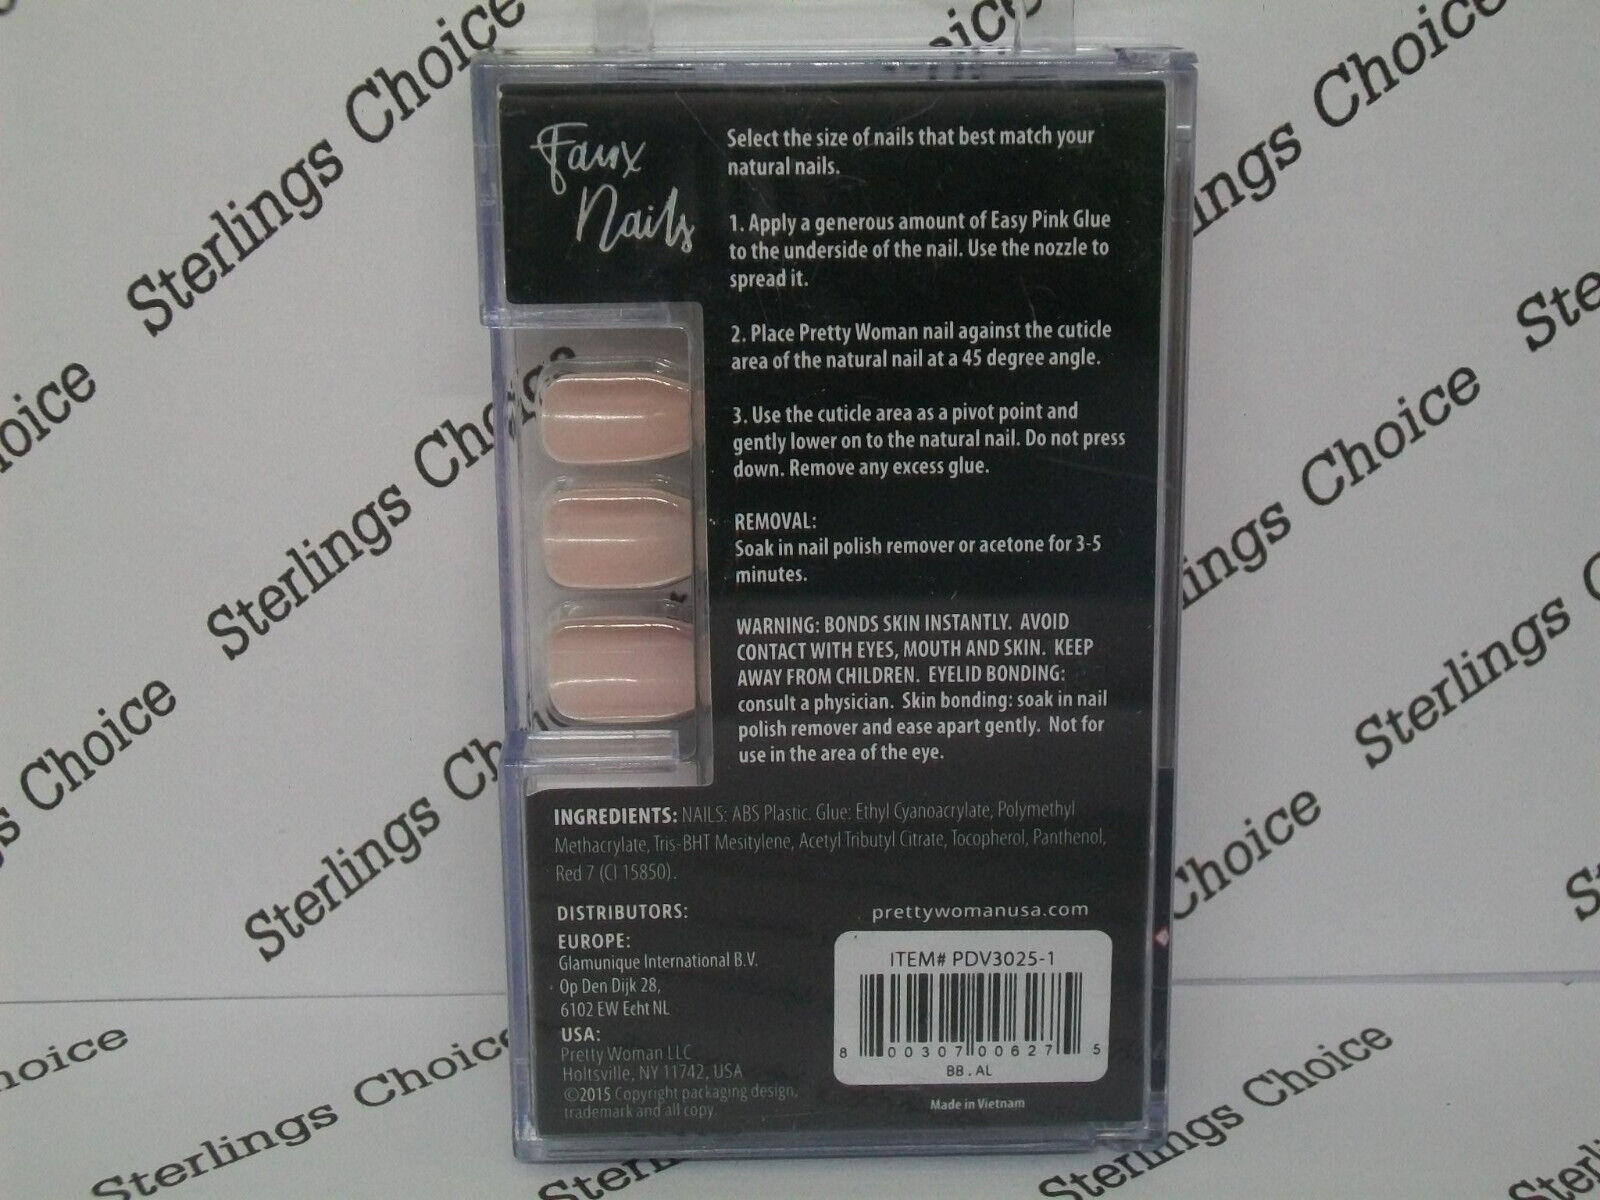 Faux
Nails
Select the size of nails that best match your
natural nails.
1. Apply a generous amount of Easy Pink Glue
to the underside of the nail. Use the nozzle to
spread it.
2. Place Pretty Woman nail against the cuticle
area of the natural nail at a 45 degree angle.
3. Use the cuticle area as a pivot point and
gently lower on to the natural nail. Do not press
down. Remove any excess glue.
REMOVAL:
Soak in nail polish remover or acetone for 3-5
minutes.
WARNING: BONDS SKIN INSTANTLY. AVOID
CONTACT WITH EYES, MOUTH AND SKIN. KEEP
AWAY FROM CHILDREN. EYELID BONDING:
consult a physician. Skin bonding: soak in nail
polish remover and ease apart gently. Not for
use in the area of the eye.
INGREDIENTS: NAILS: ABS Plastic. Glue: Ethyl Cyanoacrylate, Polymethyl
Methacrylate, Tris-BHT Mesitylene, Acetyl Tributyl Citrate, Tocopherol, Panthenol,
Red 7 (CI 15850).
DISTRIBUTORS:
EUROPE:
Glamunique International B.V.
Op Den Dijk 28,
6102 EW Echt NL
USA:
Pretty Woman LLC
Holtsville, NY 11742, USA
©2015 Copyright packaging design,
trademark and all copy.
prettywomanusa.com
ITEM# PDV3025-1
8 00307 00627 5
BB.AL
Made in Vietnam
Sterlings Choice
Sterlings Choice
Sterlings Choice
Sterlings Choice
Sterlings Choice
Sterlings Choice
Sterlings Choice
Sterlings Choice